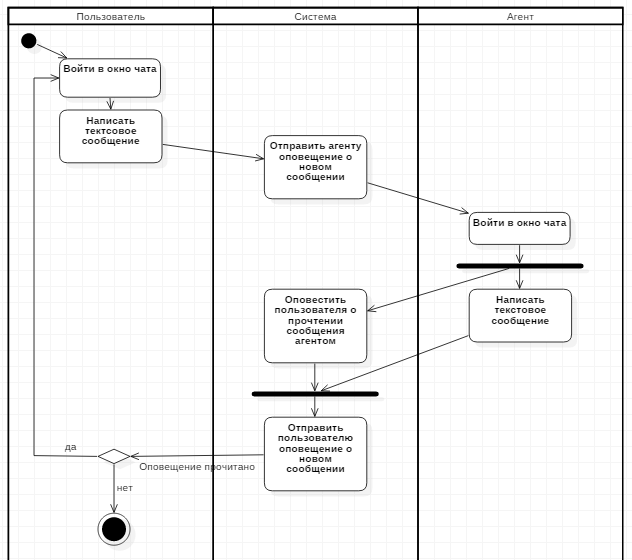 Пользователь
Система
Агент
Войти в окно чата
Написать
тектсовое
сообщение
Отправить агенту
оповещение о
новом
сообщении
Войти в окно чата
Оповестить
пользователя о
прочтении
сообщения
агентом
Написать
текстовое
сообщение
Отправить
пользователю
оповещение о
новом
сообщении
да
Оповещение прочитано
нет